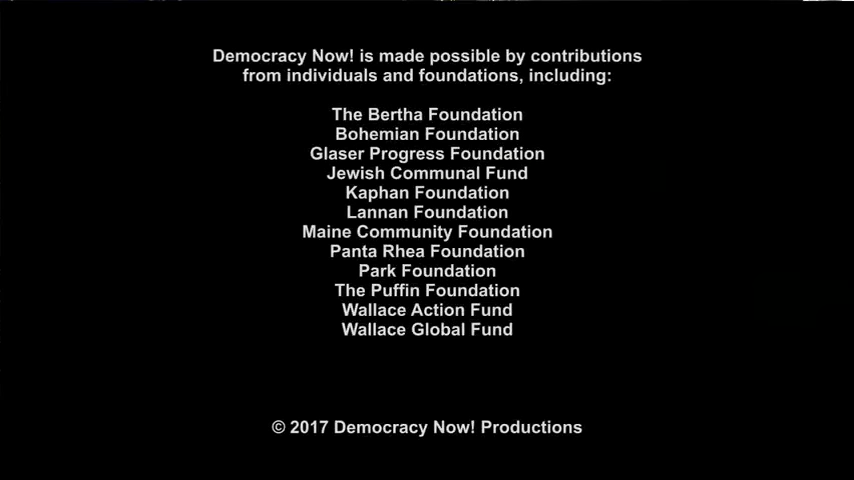 Democracy Now! is made possible by contributions
from individuals and foundations, including:
The Bertha Foundation
Bohemian Foundation
Glaser Progress Foundation
Jewish Communal Fund
Kaphan Foundation
Lannan Foundation
Maine Community Foundation
Panta Rhea Foundation
Park Foundation
The Puffin Foundation
Wallace Action Fund
Wallace Global Fund
© 2017 Democracy Now! Productions